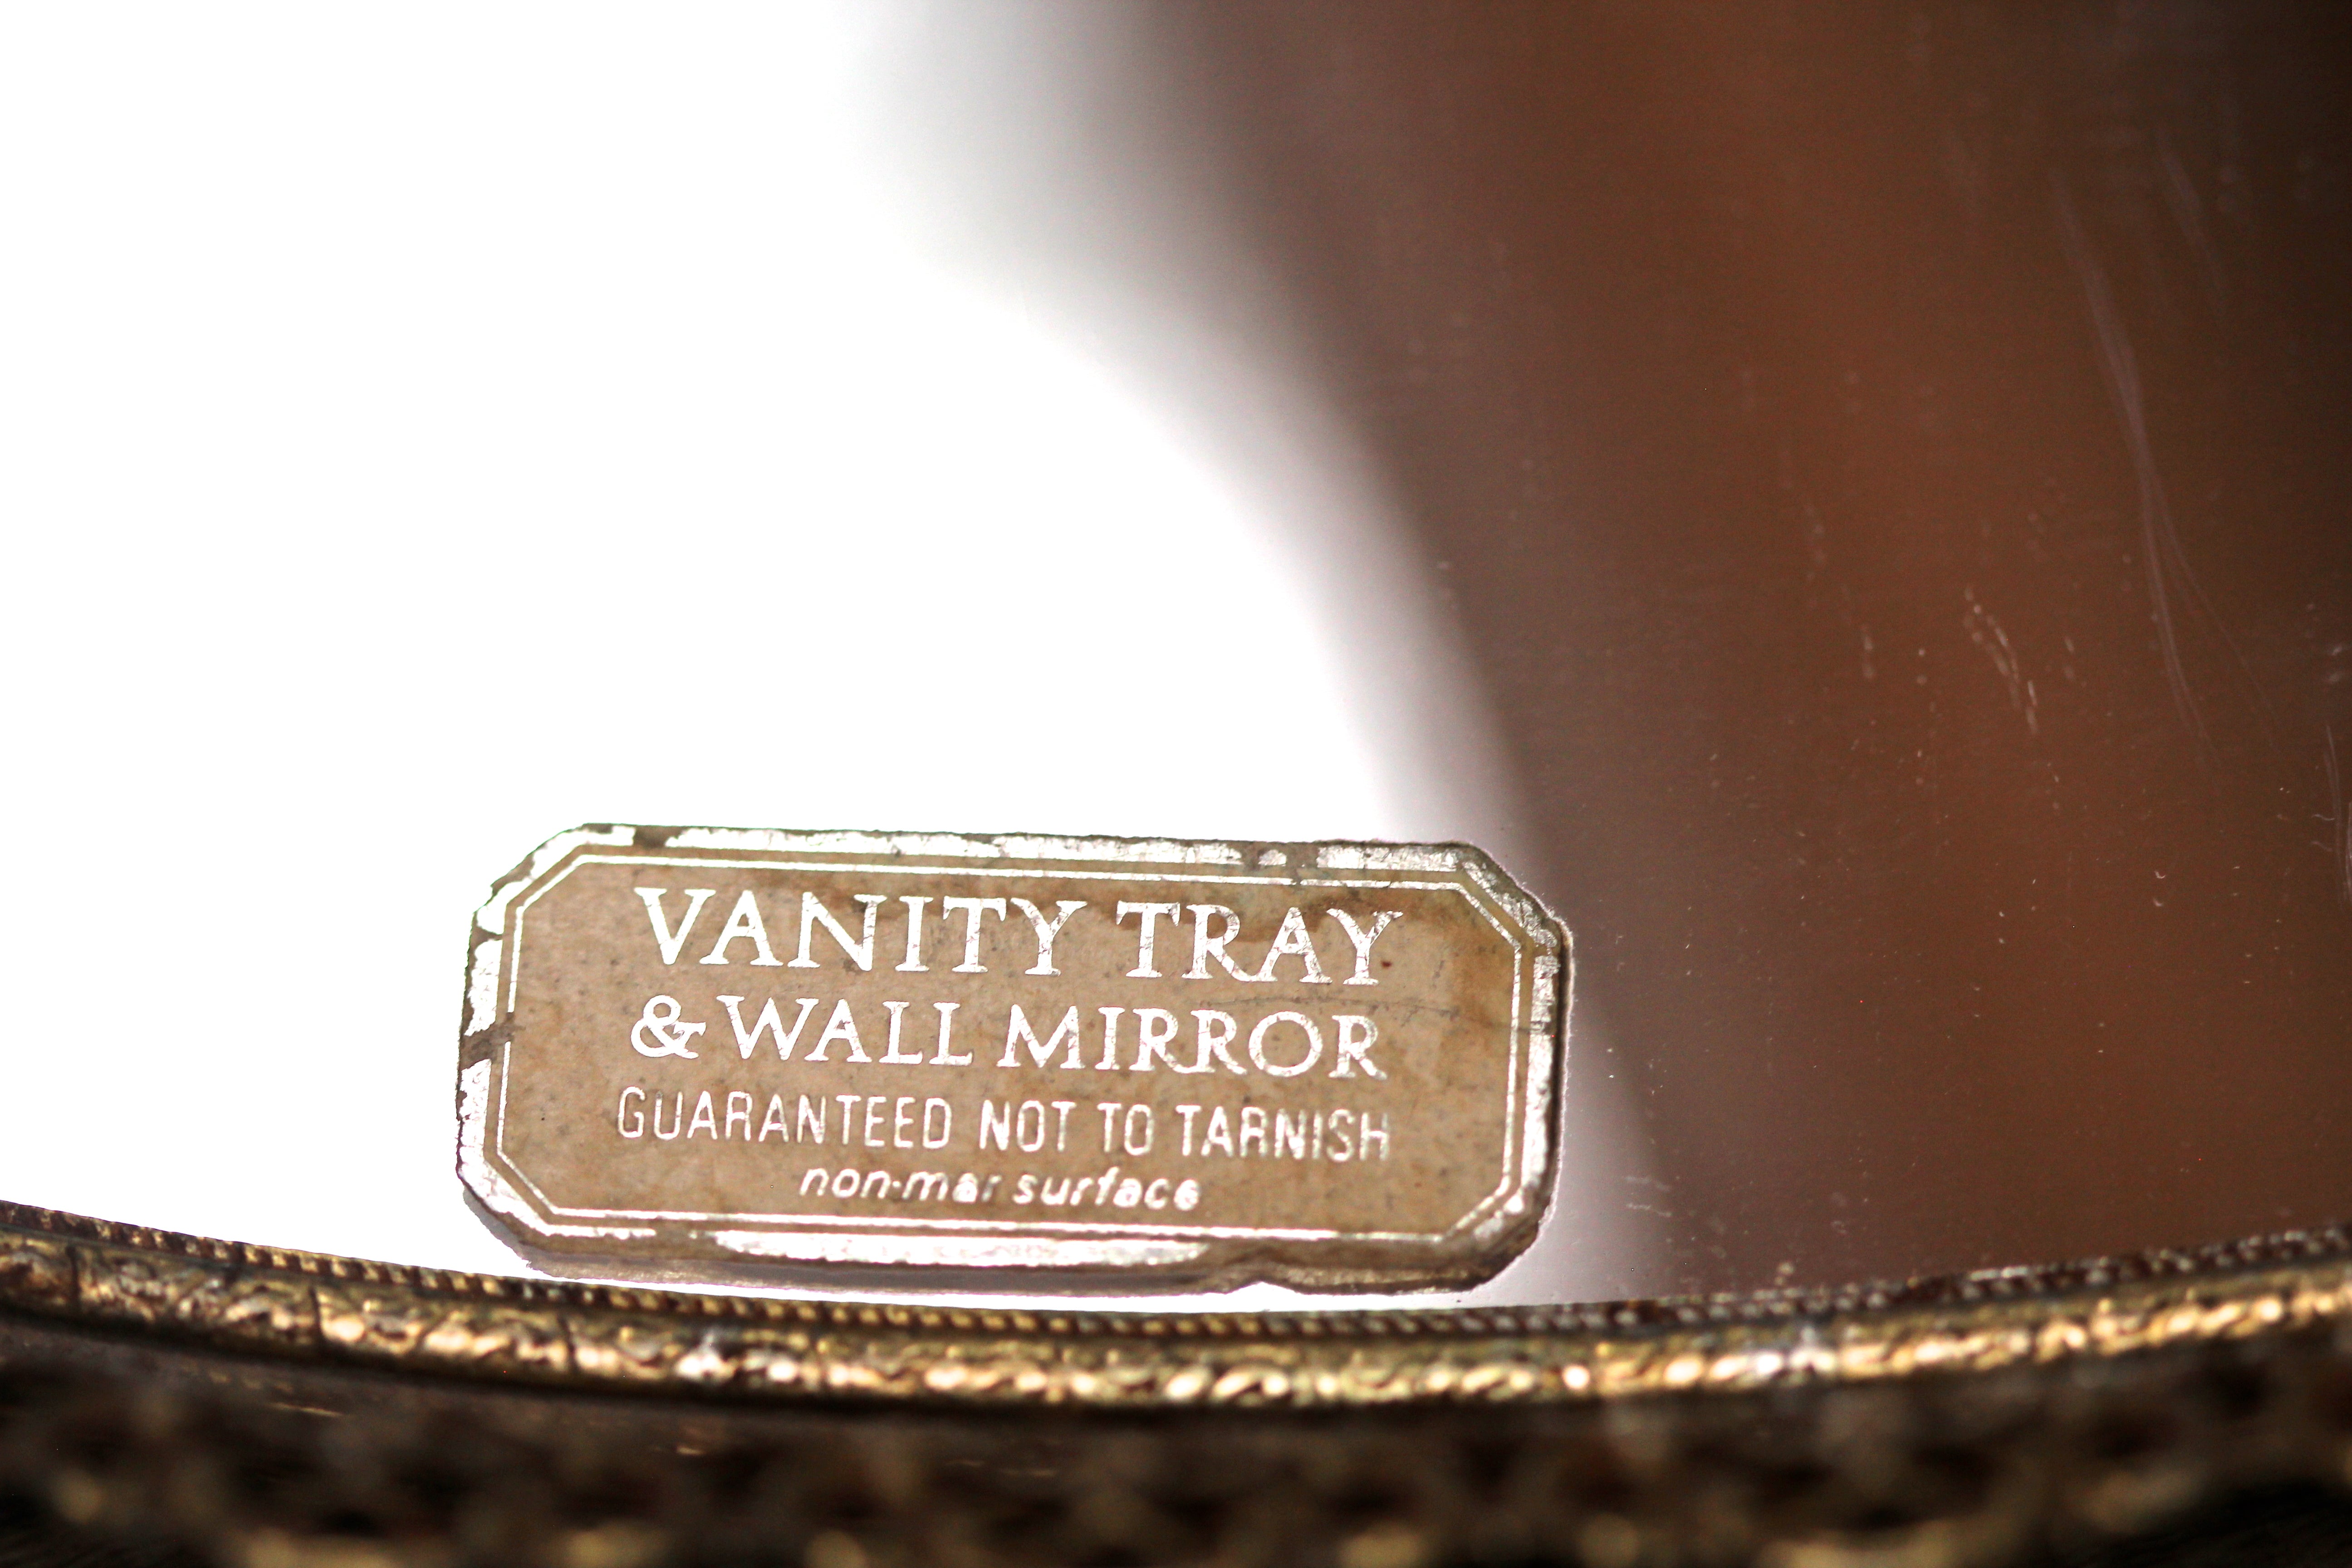 VANITY TRAY
& WALL MIRROR
GUARANTEED NOT TO TARNISH
non-mar surface